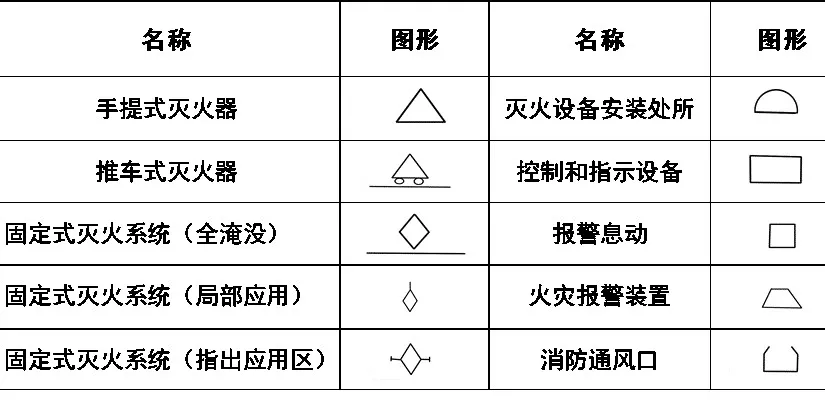 名称 图形 名称 图形
手提式灭火器 灭火设备安装处所
推车式灭火器 控制和指示设备
固定式灭火系统（全淹没） 报警息动
固定式灭火系统（局部应用） 火灾报警装置
固定式灭火系统（指出应用区） 消防通风口